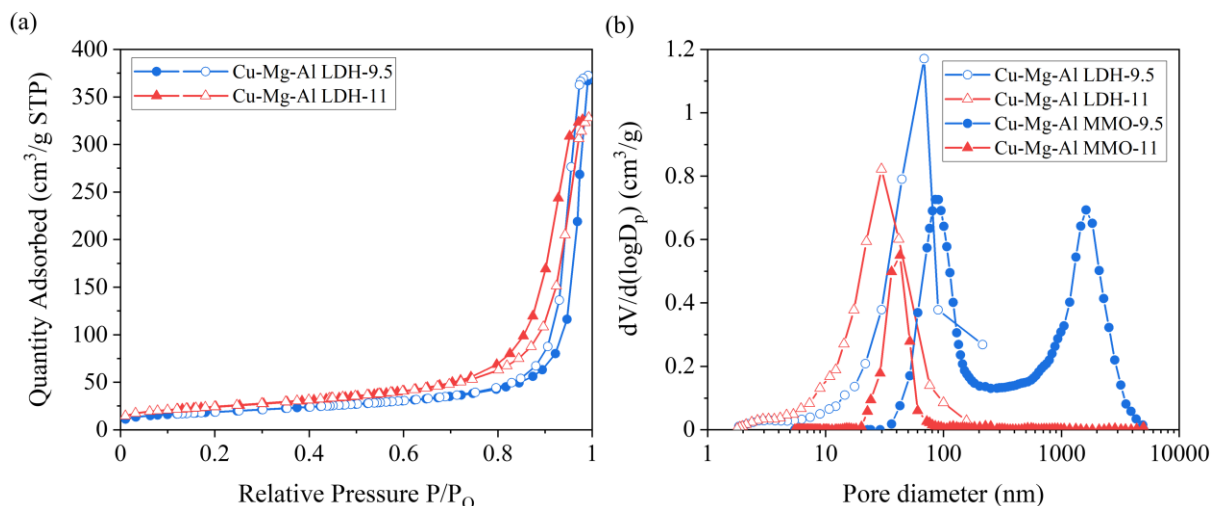 (a)
400
350
300
250
200
150
100
50
0
Quantity Adsorbed (cm³/g STP)
Cu-Mg-Al LDH-9.5
Cu-Mg-Al LDH-11
0 0.2 0.4 0.6 0.8 1
Relative Pressure P/P_O
(b)
1.2
1
0.8
0.6
0.4
0.2
0
dV/d(logD_p) (cm³/g)
Cu-Mg-Al LDH-9.5
Cu-Mg-Al LDH-11
Cu-Mg-Al MMO-9.5
Cu-Mg-Al MMO-11
1 10 100 1000 10000
Pore diameter (nm)